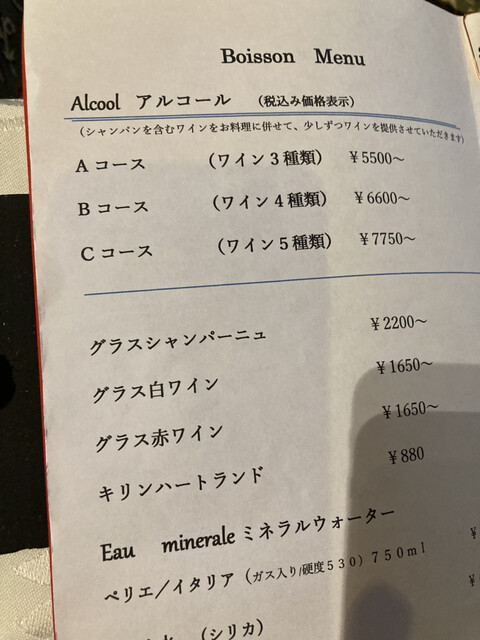 Boisson Menu
Alcool アルコール （税込み価格表示）
（シャンパンを含むワインをお料理に併せて、少しずつワインを提供させていただきます）
A コース （ワイン３種類） ￥5500～
B コース （ワイン４種類） ￥6600～
C コース （ワイン５種類） ￥7750～
グラスシャンパーニュ ￥2200～
グラス白ワイン ￥1650～
グラス赤ワイン ￥1650～
キリンハートランド ￥880
Eau minerale ミネラルウォーター
ペリエ／イタリア（ガス入り/硬度５３０）７５０ｍｌ ￥
（シリカ） ￥